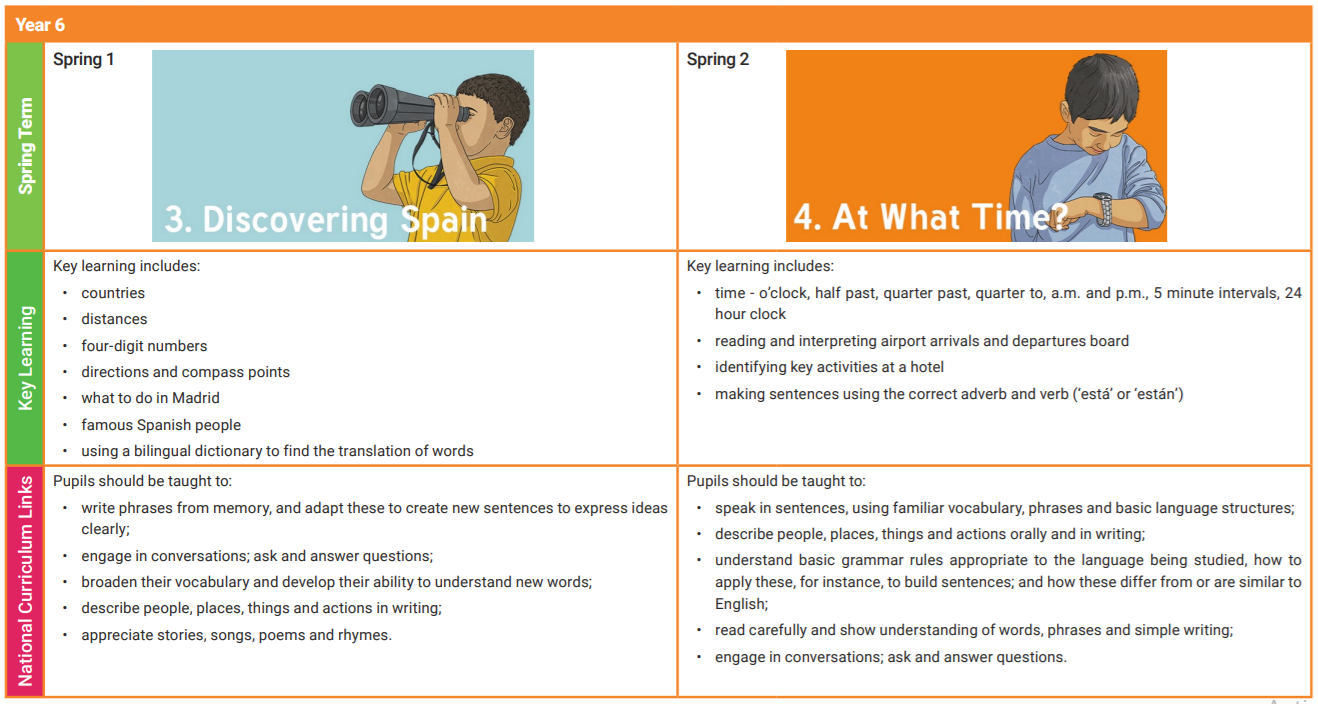 Year 6
Spring Term
Spring 1
3. Discovering Spain
Spring 2
4. At What Time?
Key Learning
Key learning includes:
• countries
• distances
• four-digit numbers
• directions and compass points
• what to do in Madrid
• famous Spanish people
• using a bilingual dictionary to find the translation of words
Key learning includes:
• time - o'clock, half past, quarter past, quarter to, a.m. and p.m., 5 minute intervals, 24
hour clock
• reading and interpreting airport arrivals and departures board
• identifying key activities at a hotel
• making sentences using the correct adverb and verb ('está' or 'están')
National Curriculum Links
Pupils should be taught to:
• write phrases from memory, and adapt these to create new sentences to express ideas
clearly;
• engage in conversations; ask and answer questions;
• broaden their vocabulary and develop their ability to understand new words;
• describe people, places, things and actions in writing;
• appreciate stories, songs, poems and rhymes.
Pupils should be taught to:
• speak in sentences, using familiar vocabulary, phrases and basic language structures;
• describe people, places, things and actions orally and in writing;
• understand basic grammar rules appropriate to the language being studied, how to
apply these, for instance, to build sentences; and how these differ from or are similar to
English;
• read carefully and show understanding of words, phrases and simple writing;
• engage in conversations; ask and answer questions.